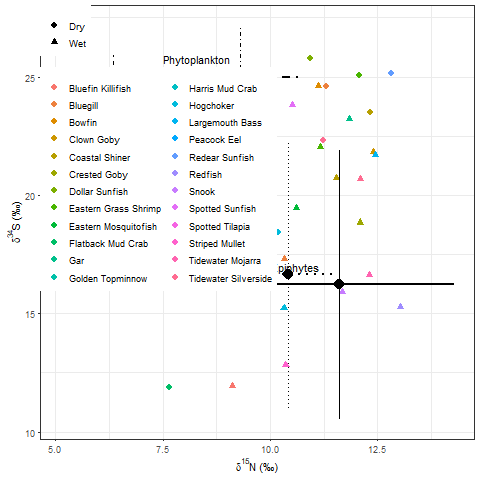 Dry
Wet
Phytoplankton
Bluefin Killifish
Bluegill
Bowfin
Clown Goby
Coastal Shiner
Crested Goby
Dollar Sunfish
Eastern Grass Shrimp
Eastern Mosquitofish
Flatback Mud Crab
Gar
Golden Topminnow
Harris Mud Crab
Hogchoker
Largemouth Bass
Peacock Eel
Redear Sunfish
Redfish
Snook
Spotted Sunfish
Spotted Tilapia
Striped Mullet
Tidewater Mojarra
Tidewater Silverside
piphytes
25
20
15
10
δ³⁴S (‰)
5.0 7.5 10.0 12.5
δ¹⁵N (‰)